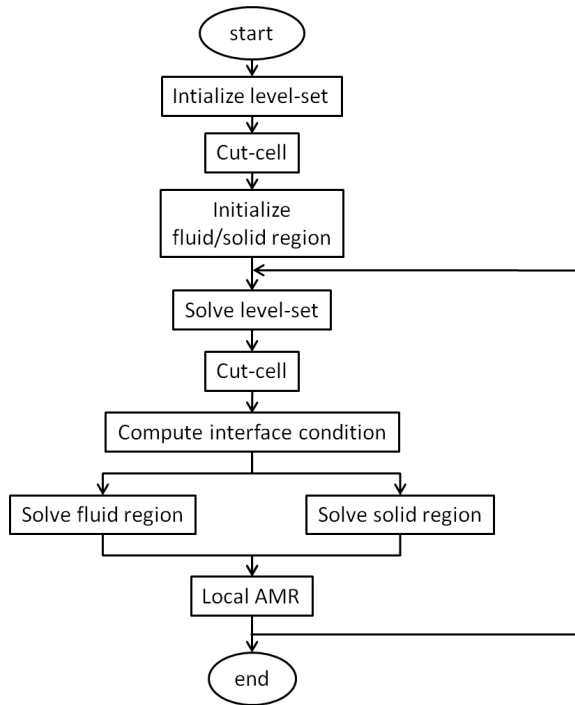 start
Intialize level-set
Cut-cell
Initialize
fluid/solid region
Solve level-set
Cut-cell
Compute interface condition
Solve fluid region
Solve solid region
Local AMR
end